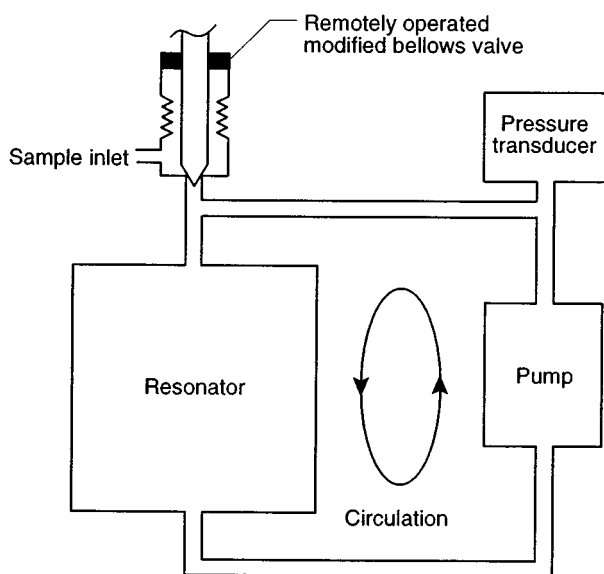 Remotely operated
modified bellows valve
Pressure
transducer
Sample inlet
Resonator
Pump
Circulation